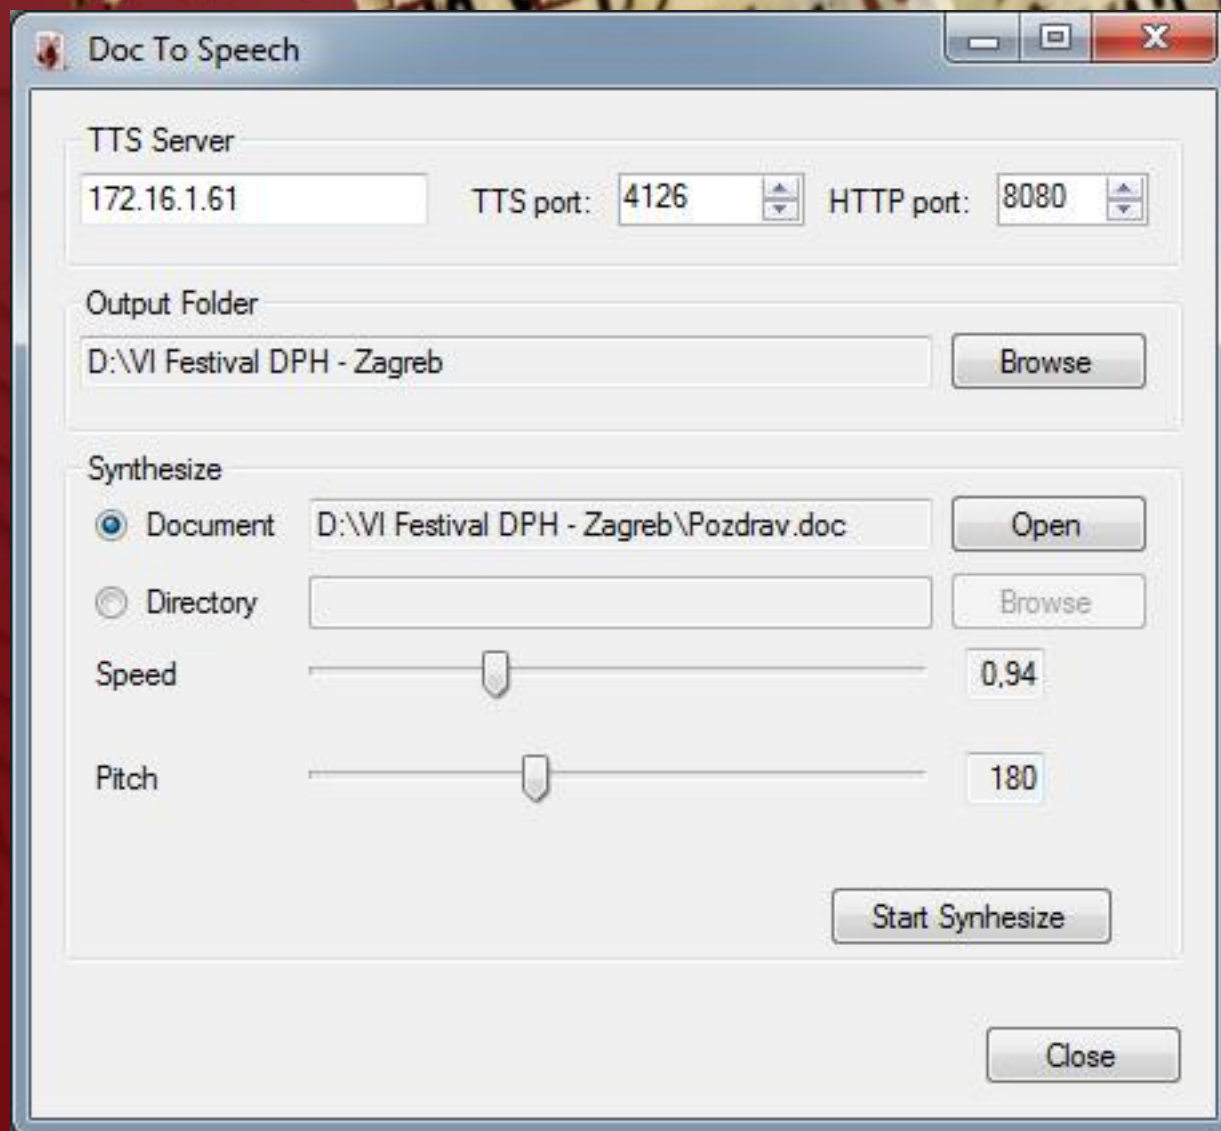 Doc To Speech
TTS Server
172.16.1.61 TTS port: 4126 HTTP port: 8080
Output Folder
D:\VI Festival DPH - Zagreb Browse
Synthesize
Document D:\VI Festival DPH - Zagreb\Pozdrav.doc Open
Directory Browse
Speed 0,94
Pitch 180
Start Synhesize
Close